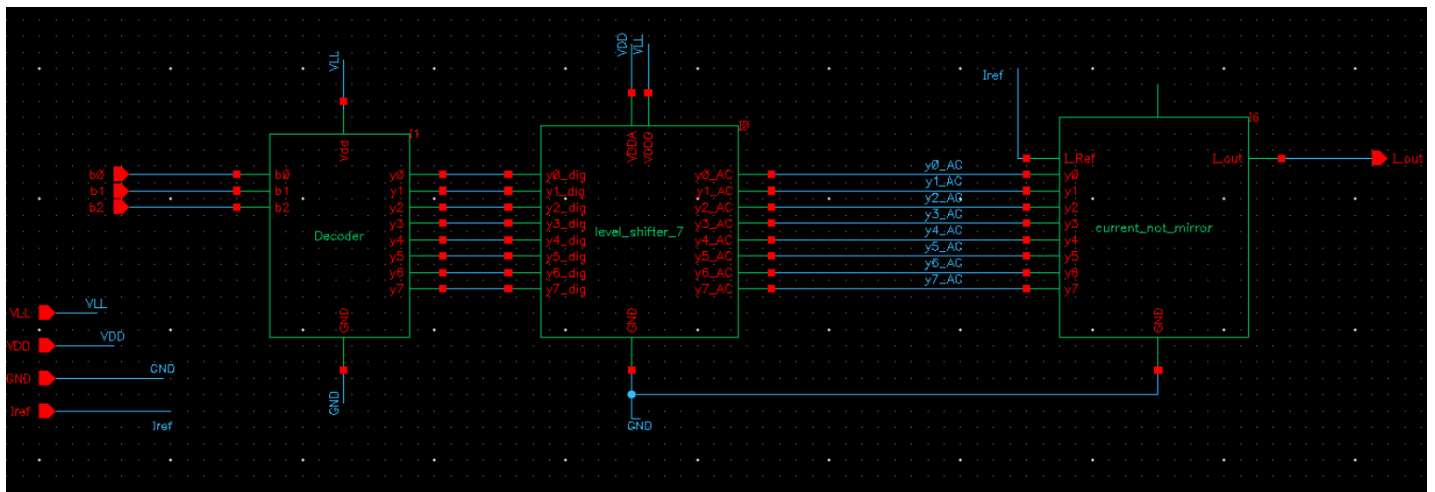 VLL
VDD
VLL
Iref
I1
I0
I6
Vdd
VDDA
VDDD
b0
b1
b2
b0
b1
b2
y0
y1
y2
y3
y4
y5
y6
y7
Decoder
GND
GND
y0_dig
y1_dig
y2_dig
y3_dig
y4_dig
y5_dig
y6_dig
y7_dig
level_shifter_7
y0_AC
y1_AC
y2_AC
y3_AC
y4_AC
y5_AC
y6_AC
y7_AC
GND
GND
y0_AC
y1_AC
y2_AC
y3_AC
y4_AC
y5_AC
y6_AC
y7_AC
I_Ref
y0
y1
y2
y3
y4
y5
y6
y7
current_not_mirror
GND
I_out
I_out
VLL
VLL
VDD
VDD
GND
GND
Iref
Iref